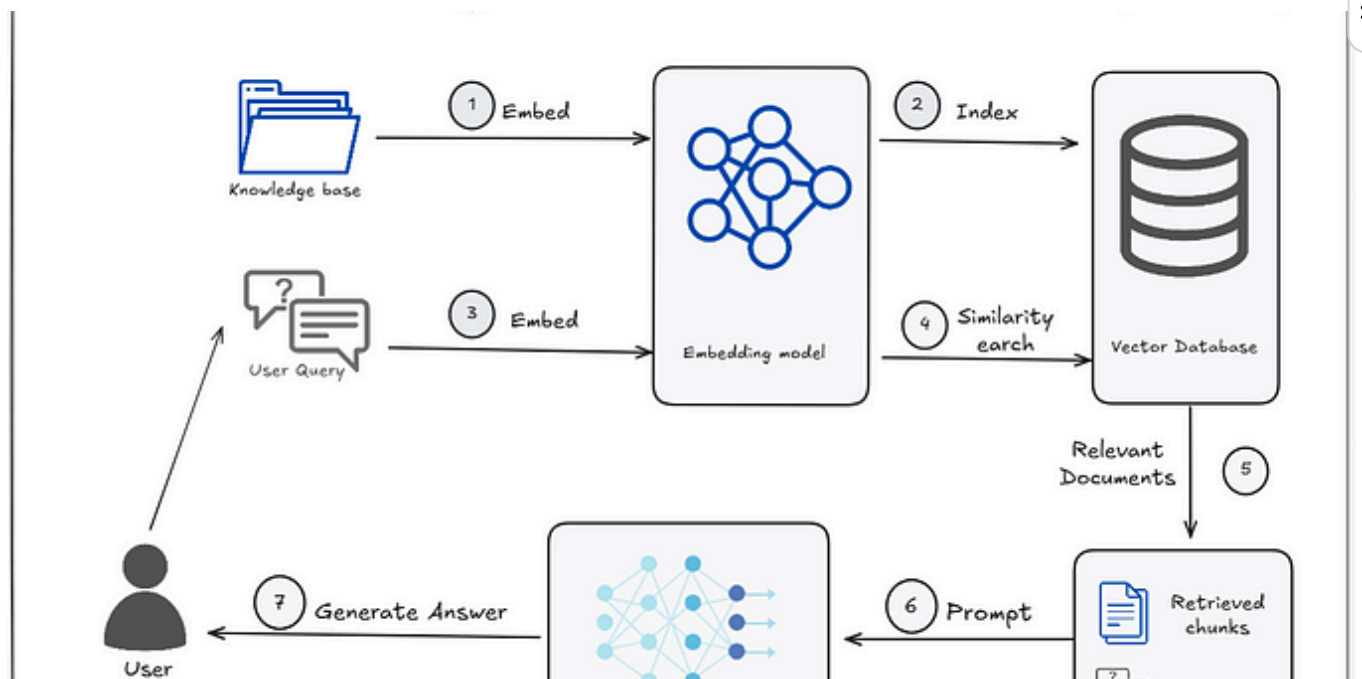 1 Embed
2 Index
Knowledge base
3 Embed
4 Similarity
earch
User Query
Embedding model
Vector Database
Relevant
Documents
5
7 Generate Answer
6 Prompt
Retrieved
chunks
User
?
?